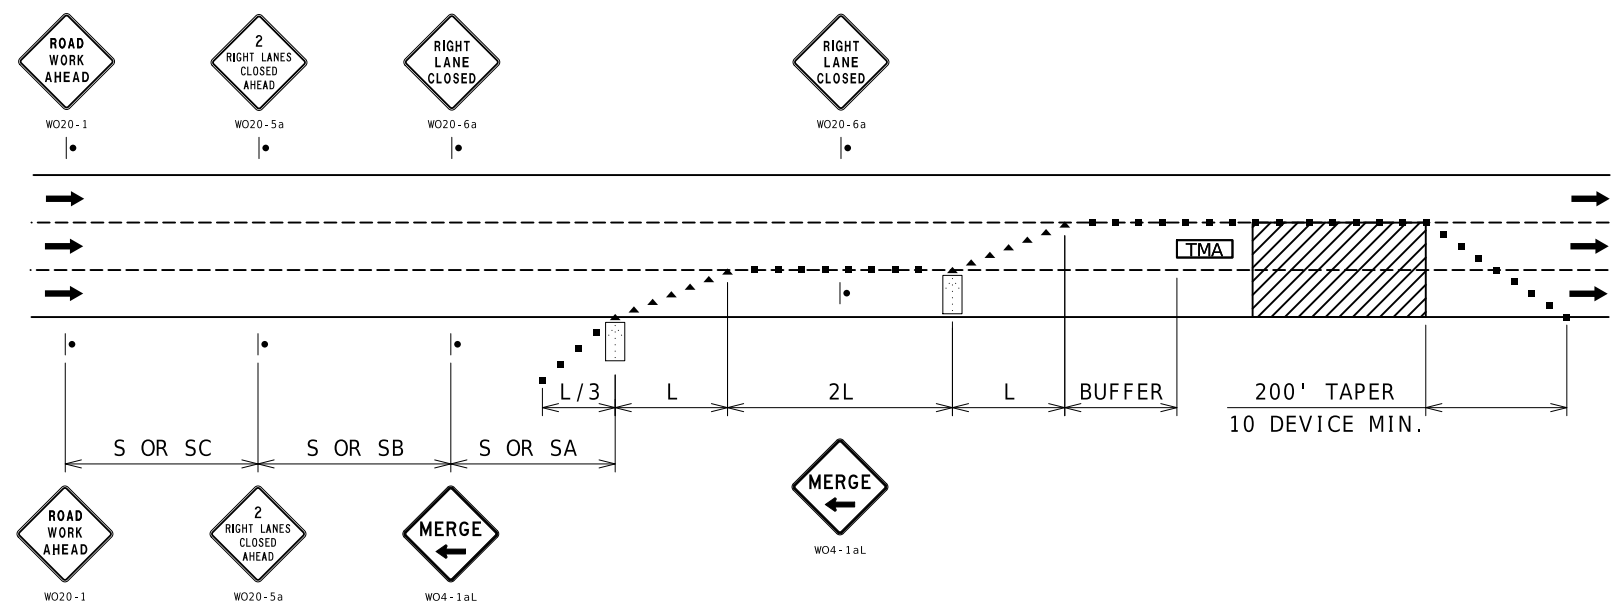 ROAD
WORK
AHEAD
WO20-1
2
RIGHT LANES
CLOSED
AHEAD
WO20-5a
RIGHT
LANE
CLOSED
WO20-6a
RIGHT
LANE
CLOSED
WO20-6a
TMA
L/3
L
2L
L
BUFFER
200' TAPER
10 DEVICE MIN.
S OR SC
S OR SB
S OR SA
ROAD
WORK
AHEAD
WO20-1
2
RIGHT LANES
CLOSED
AHEAD
WO20-5a
MERGE
WO4-1aL
MERGE
WO4-1aL